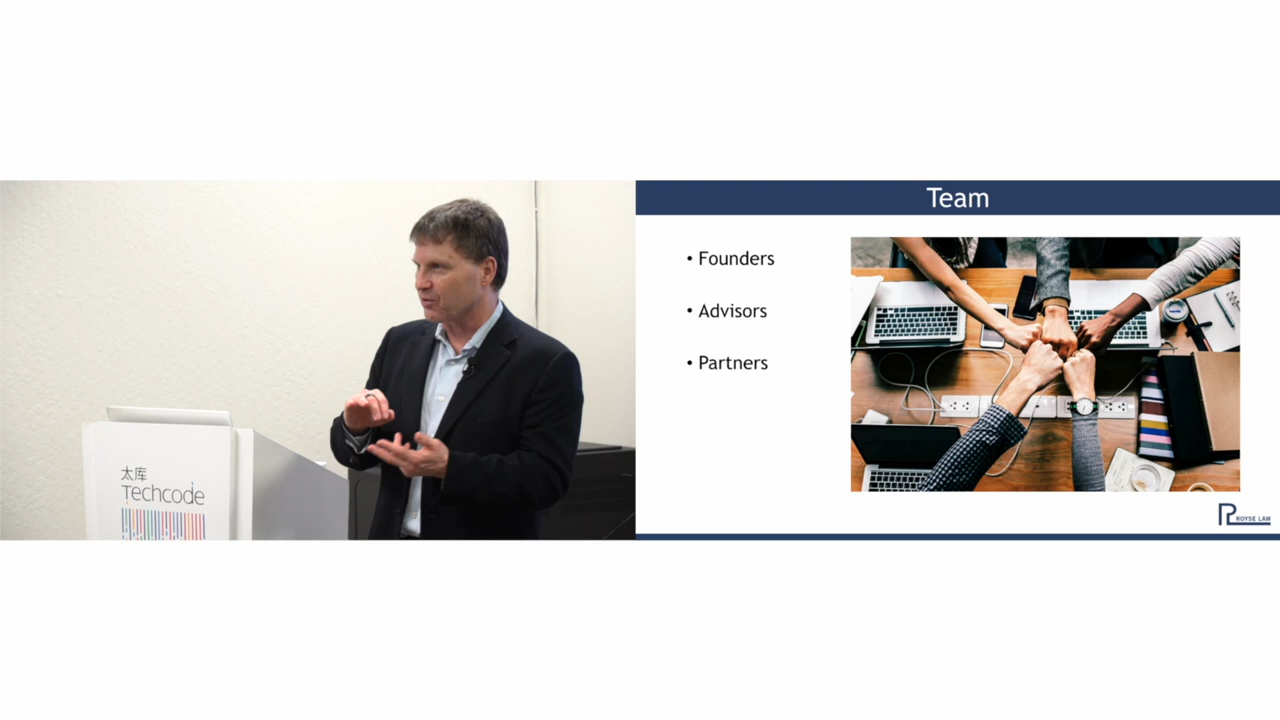 太库
Techcode
Team
• Founders
• Advisors
• Partners
ROYSE LAW